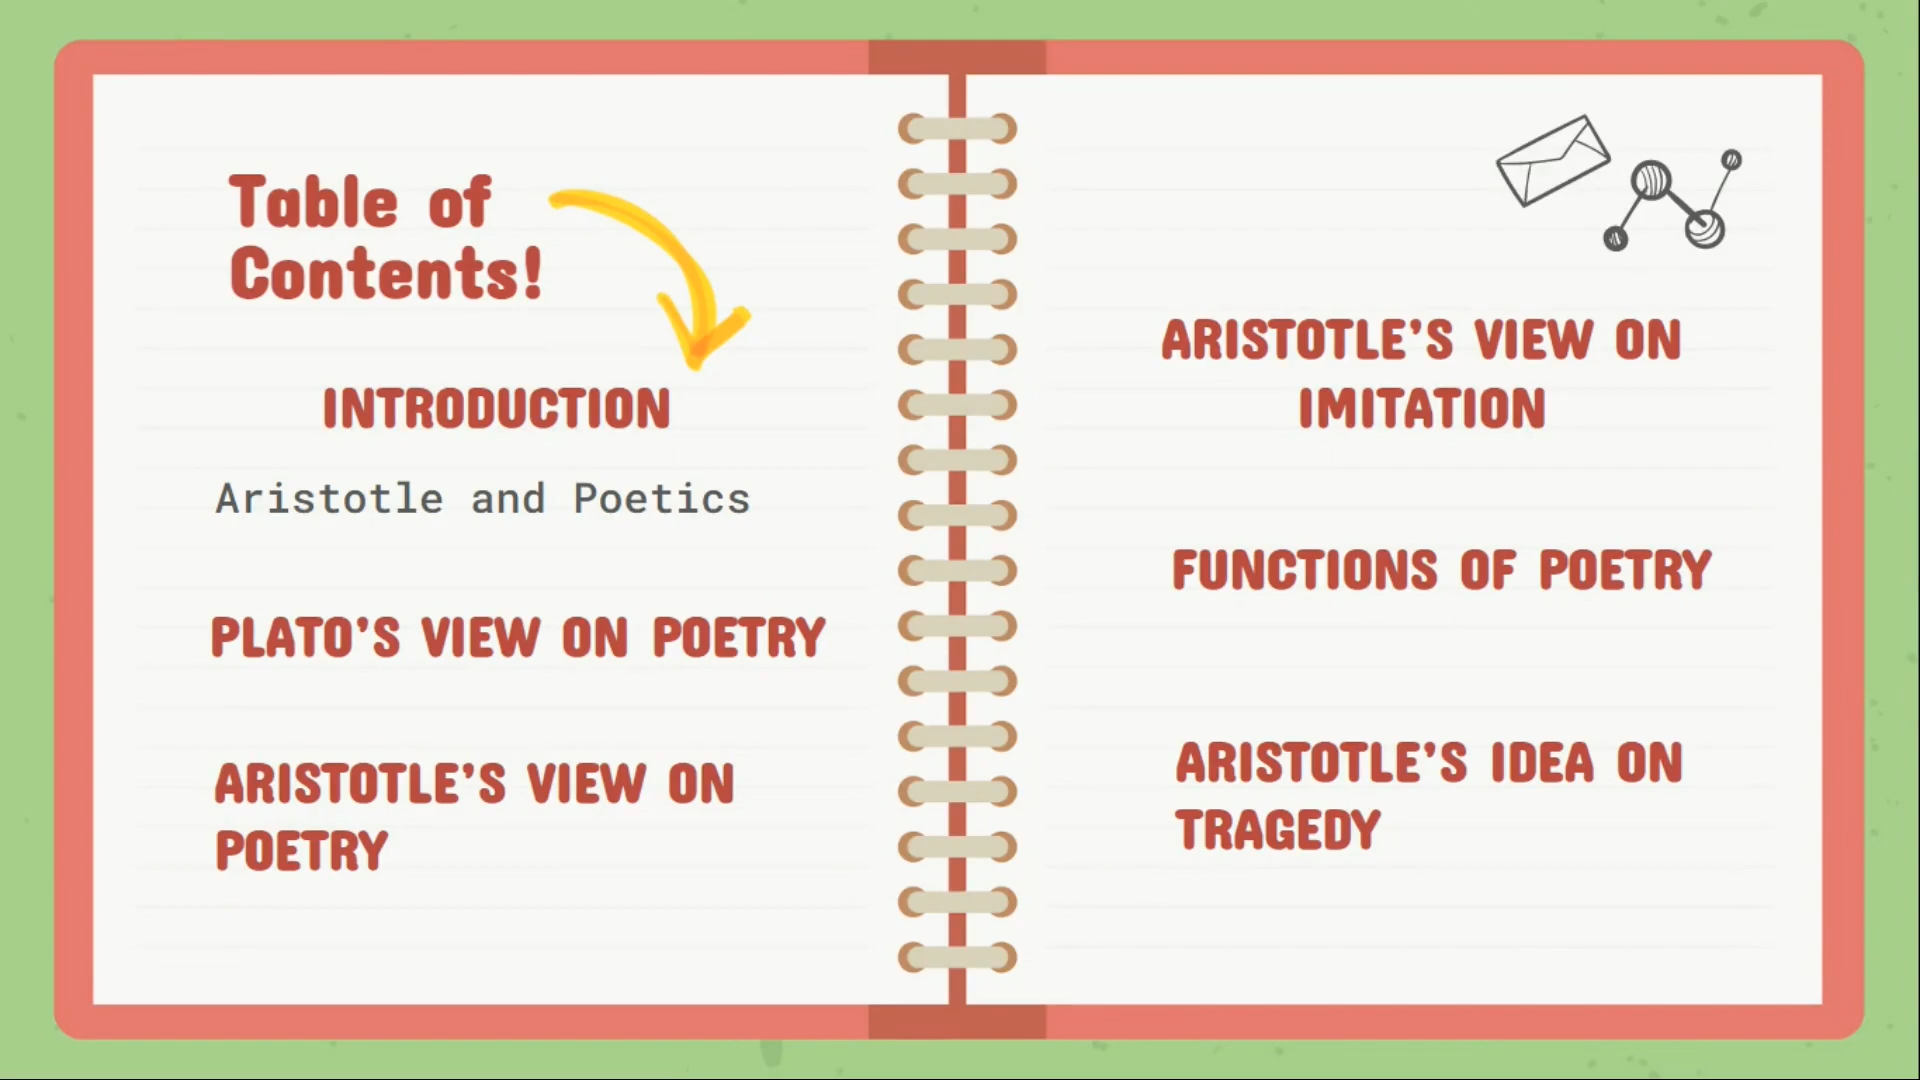 Table of
Contents!
INTRODUCTION
Aristotle and Poetics
PLATO'S VIEW ON POETRY
ARISTOTLE'S VIEW ON
POETRY
ARISTOTLE'S VIEW ON
IMITATION
FUNCTIONS OF POETRY
ARISTOTLE'S IDEA ON
TRAGEDY